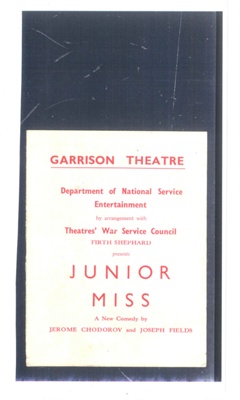 GARRISON THEATRE
Department of National Service
Entertainment
by arrangement with
Theatres' War Service Council
FIRTH SHEPHARD
presents
JUNIOR
MISS
A New Comedy by
JEROME CHODOROV and JOSEPH FIELDS